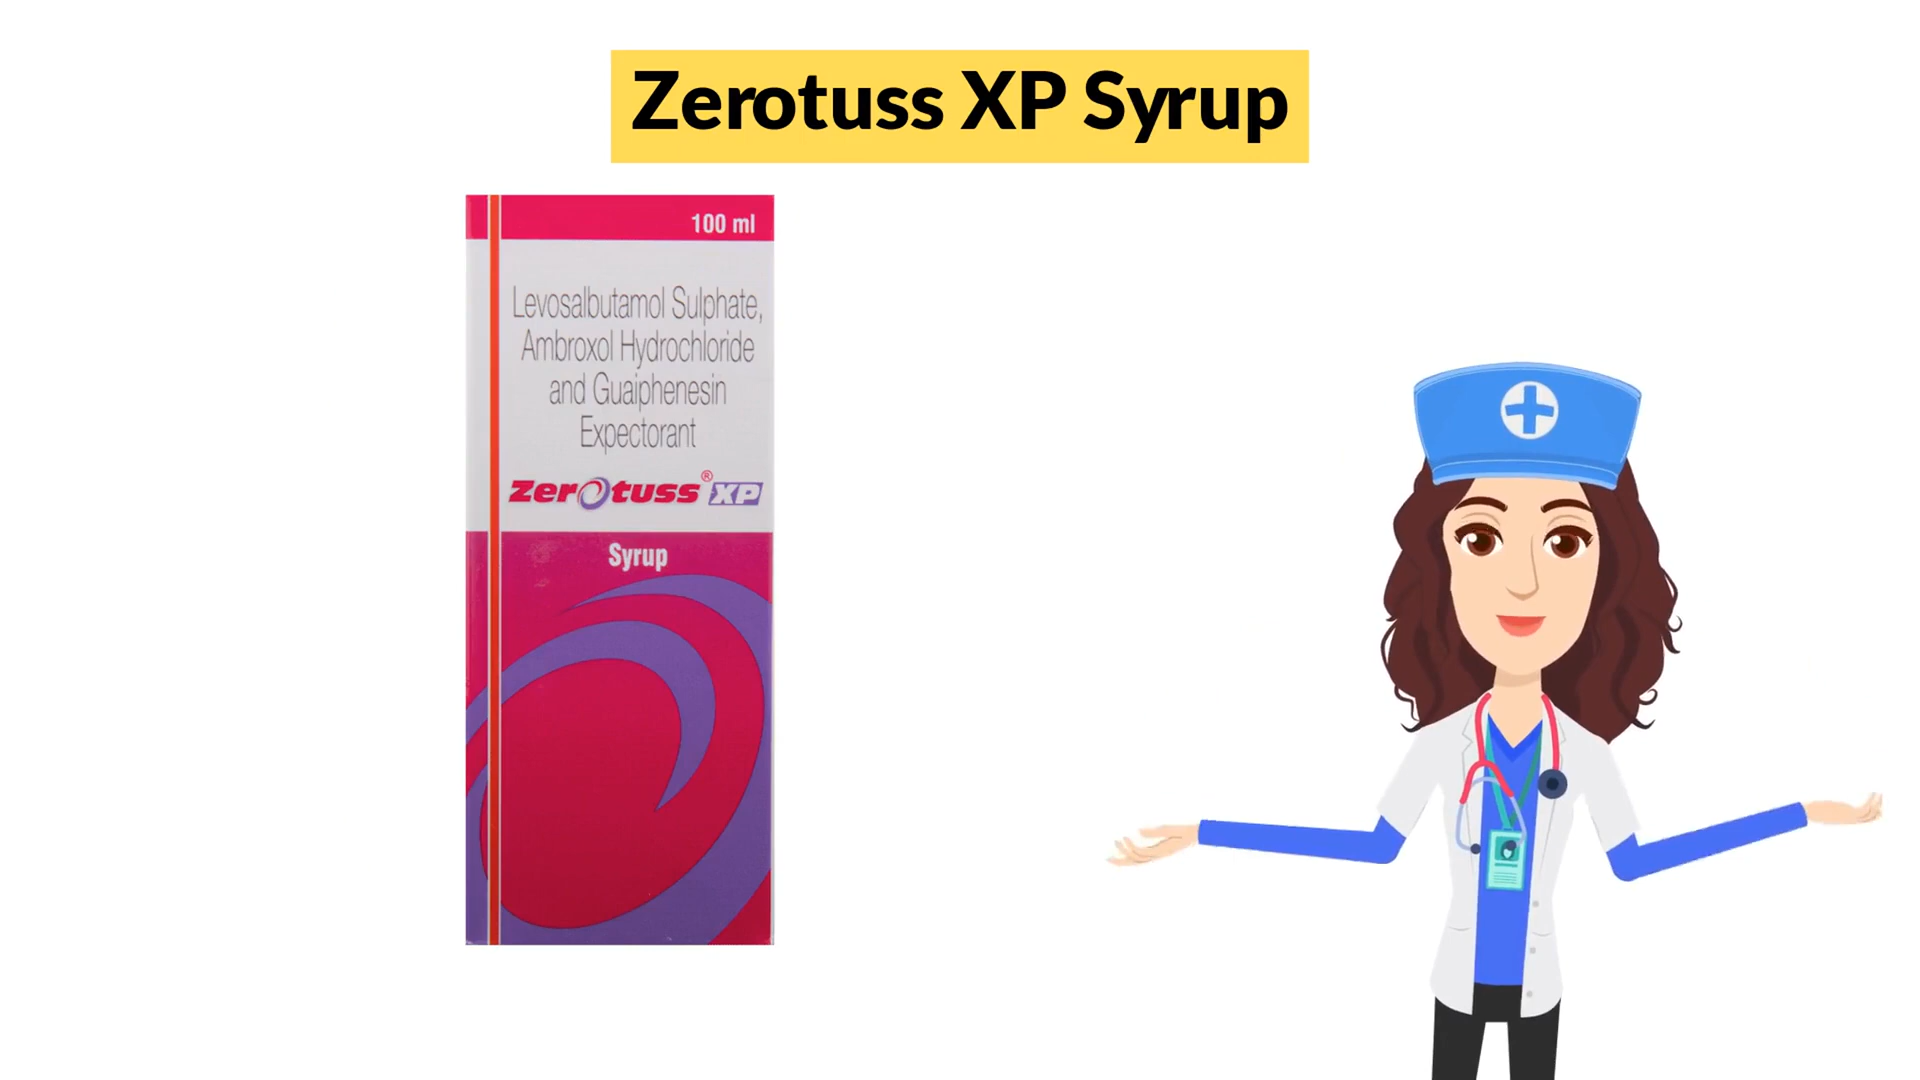 Zerotuss XP Syrup
100 ml
Levosalbutamol Sulphate,
Ambroxol Hydrochloride
and Guaiphenesin
Expectorant
Zerotuss® XP
Syrup